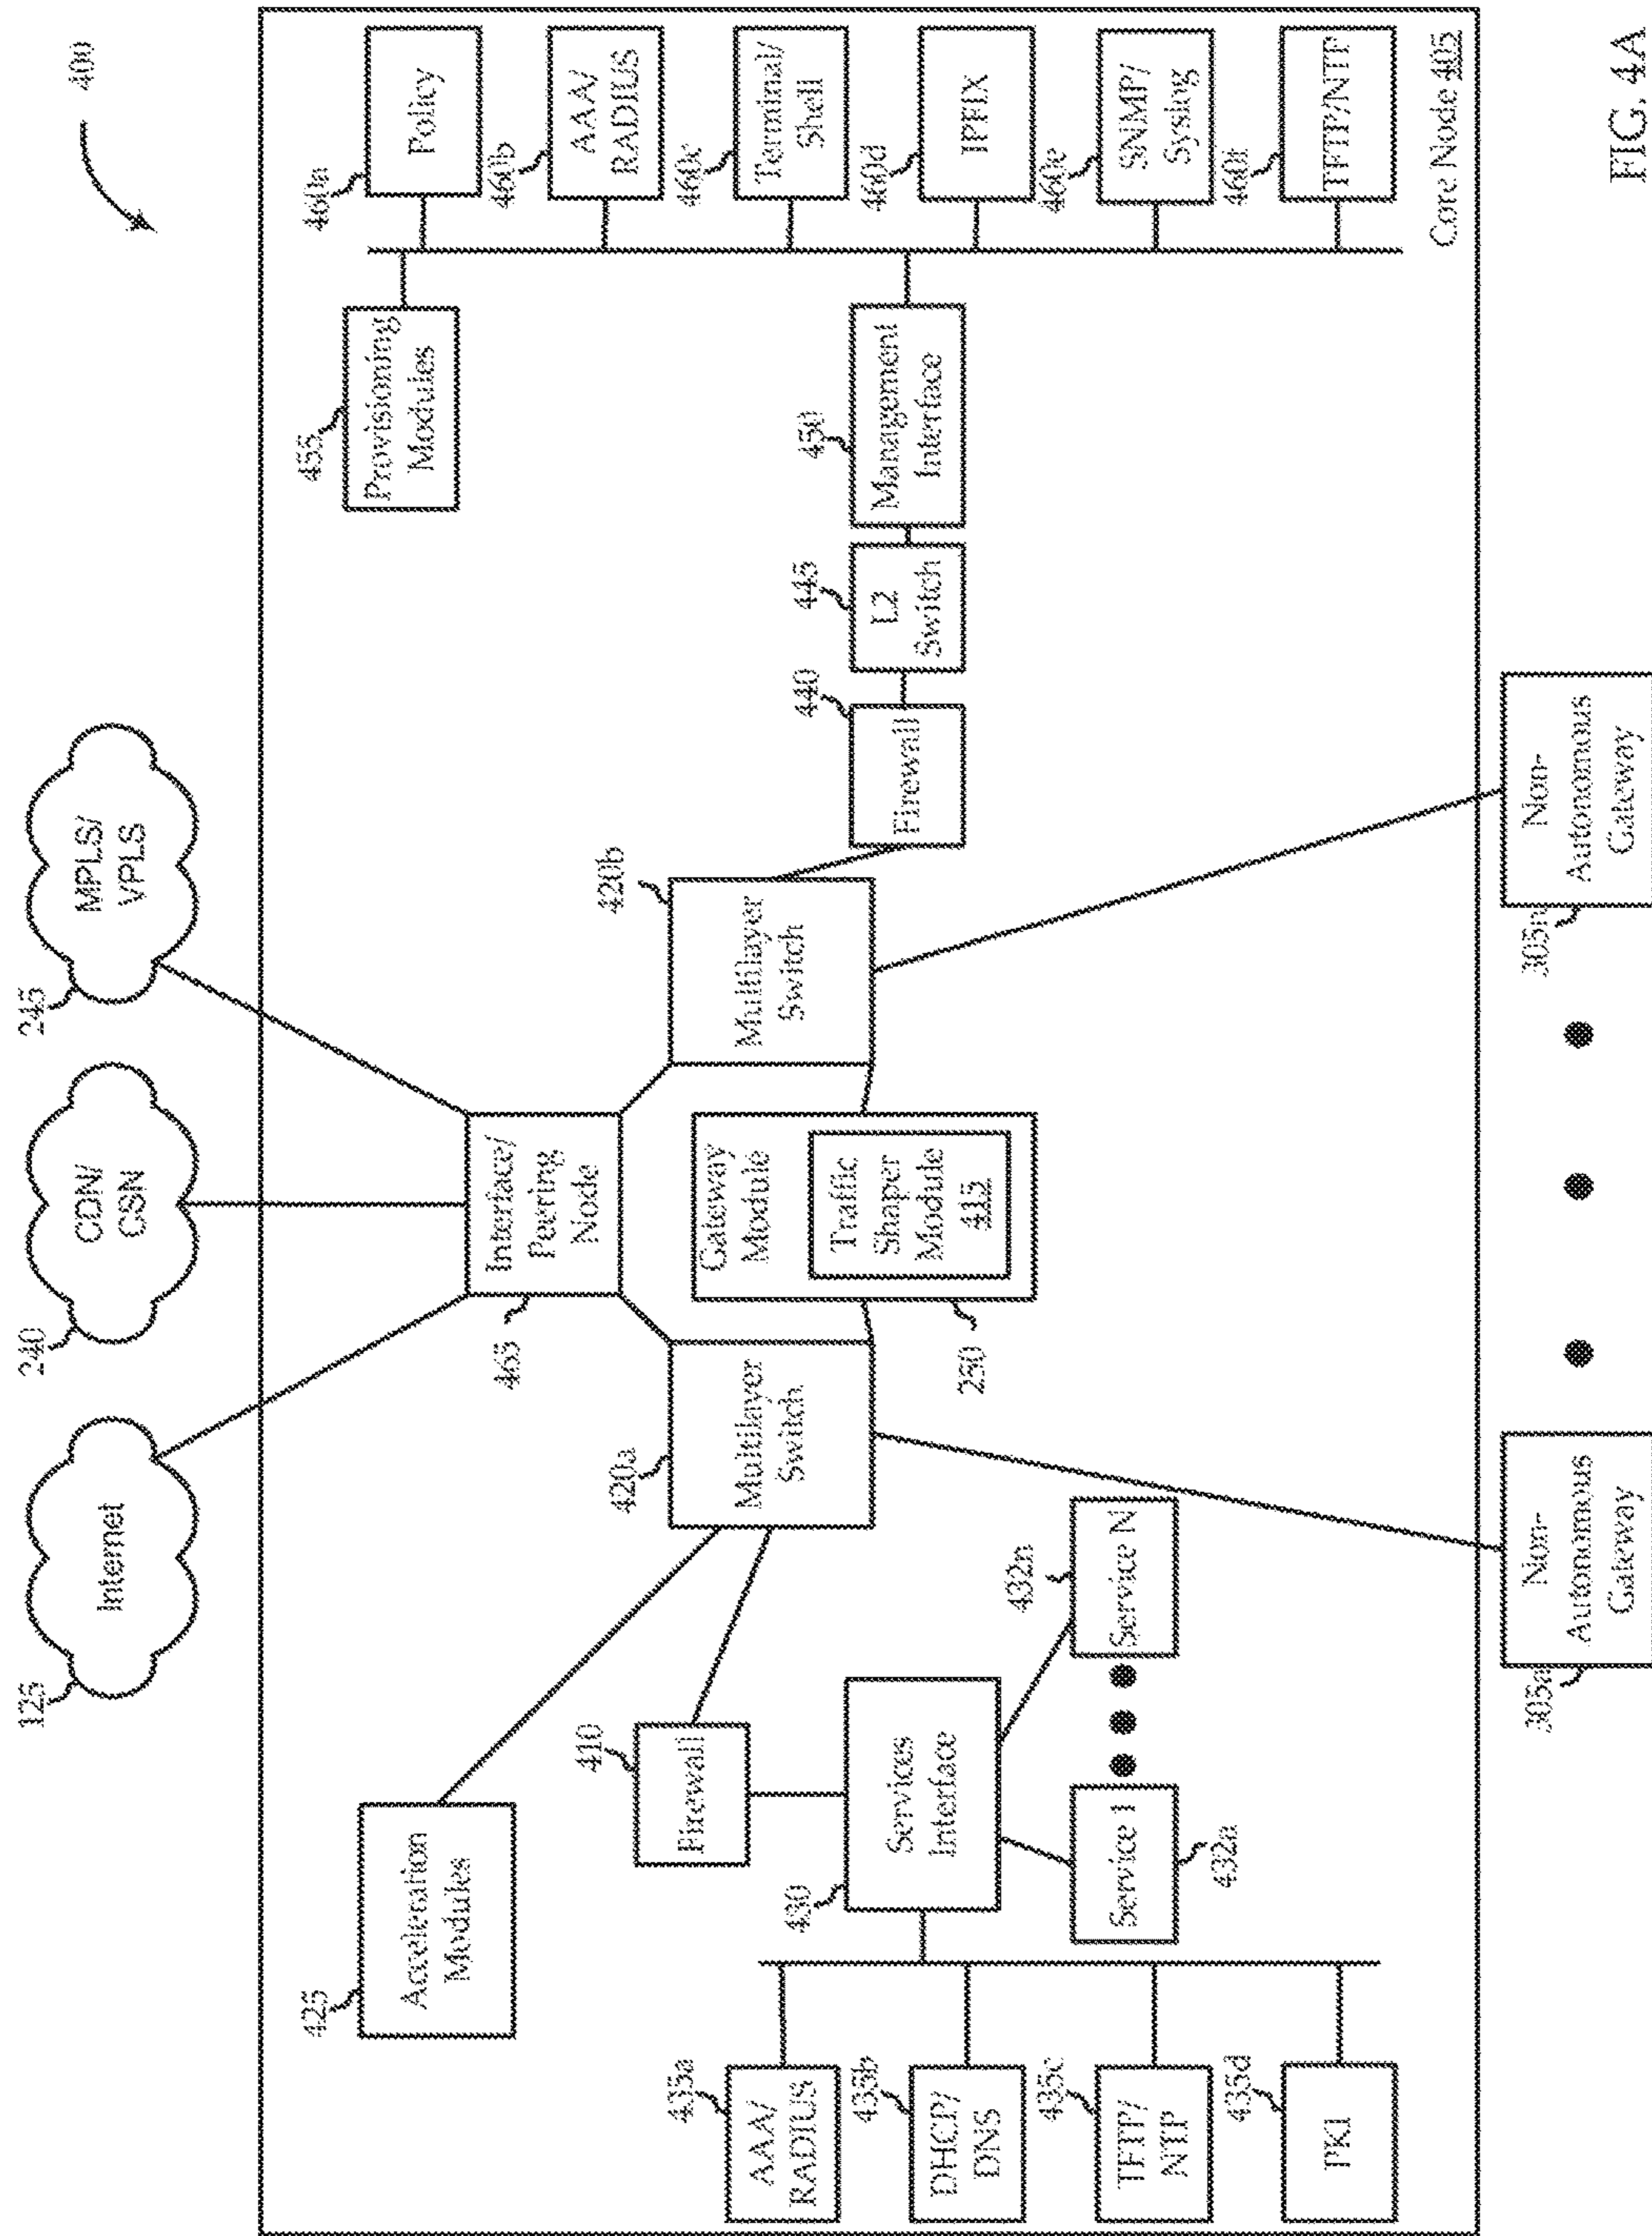 400
125
Internet
240
CDN/
CSN
245
MPLS/
VPLS
425
Acceleration
Modules
465
Interface/
Peering
Node
455
Provisioning
Modules
460a
Policy
460b
AAA/
RADIUS
460c
Terminal/
Shell
460d
IPFIX
460e
SNMP/
Syslog
460f
TFTP/NTP
410
Firewall
420a
Multilayer
Switch
Gateway
Module
Traffic
Shaper
Module
415
250
420b
Multilayer
Switch
440
Firewall
445
L2
Switch
450
Management
Interface
430
Services
Interface
435a
AAA/
RADIUS
435b
DHCP/
DNS
435c
TFTP/
NTP
435d
PKI
Service 1
432a
432n
Service N
Core Node 405
305a
Non-
Autonomous
Gateway
305n
Non-
Autonomous
Gateway
FIG. 4A